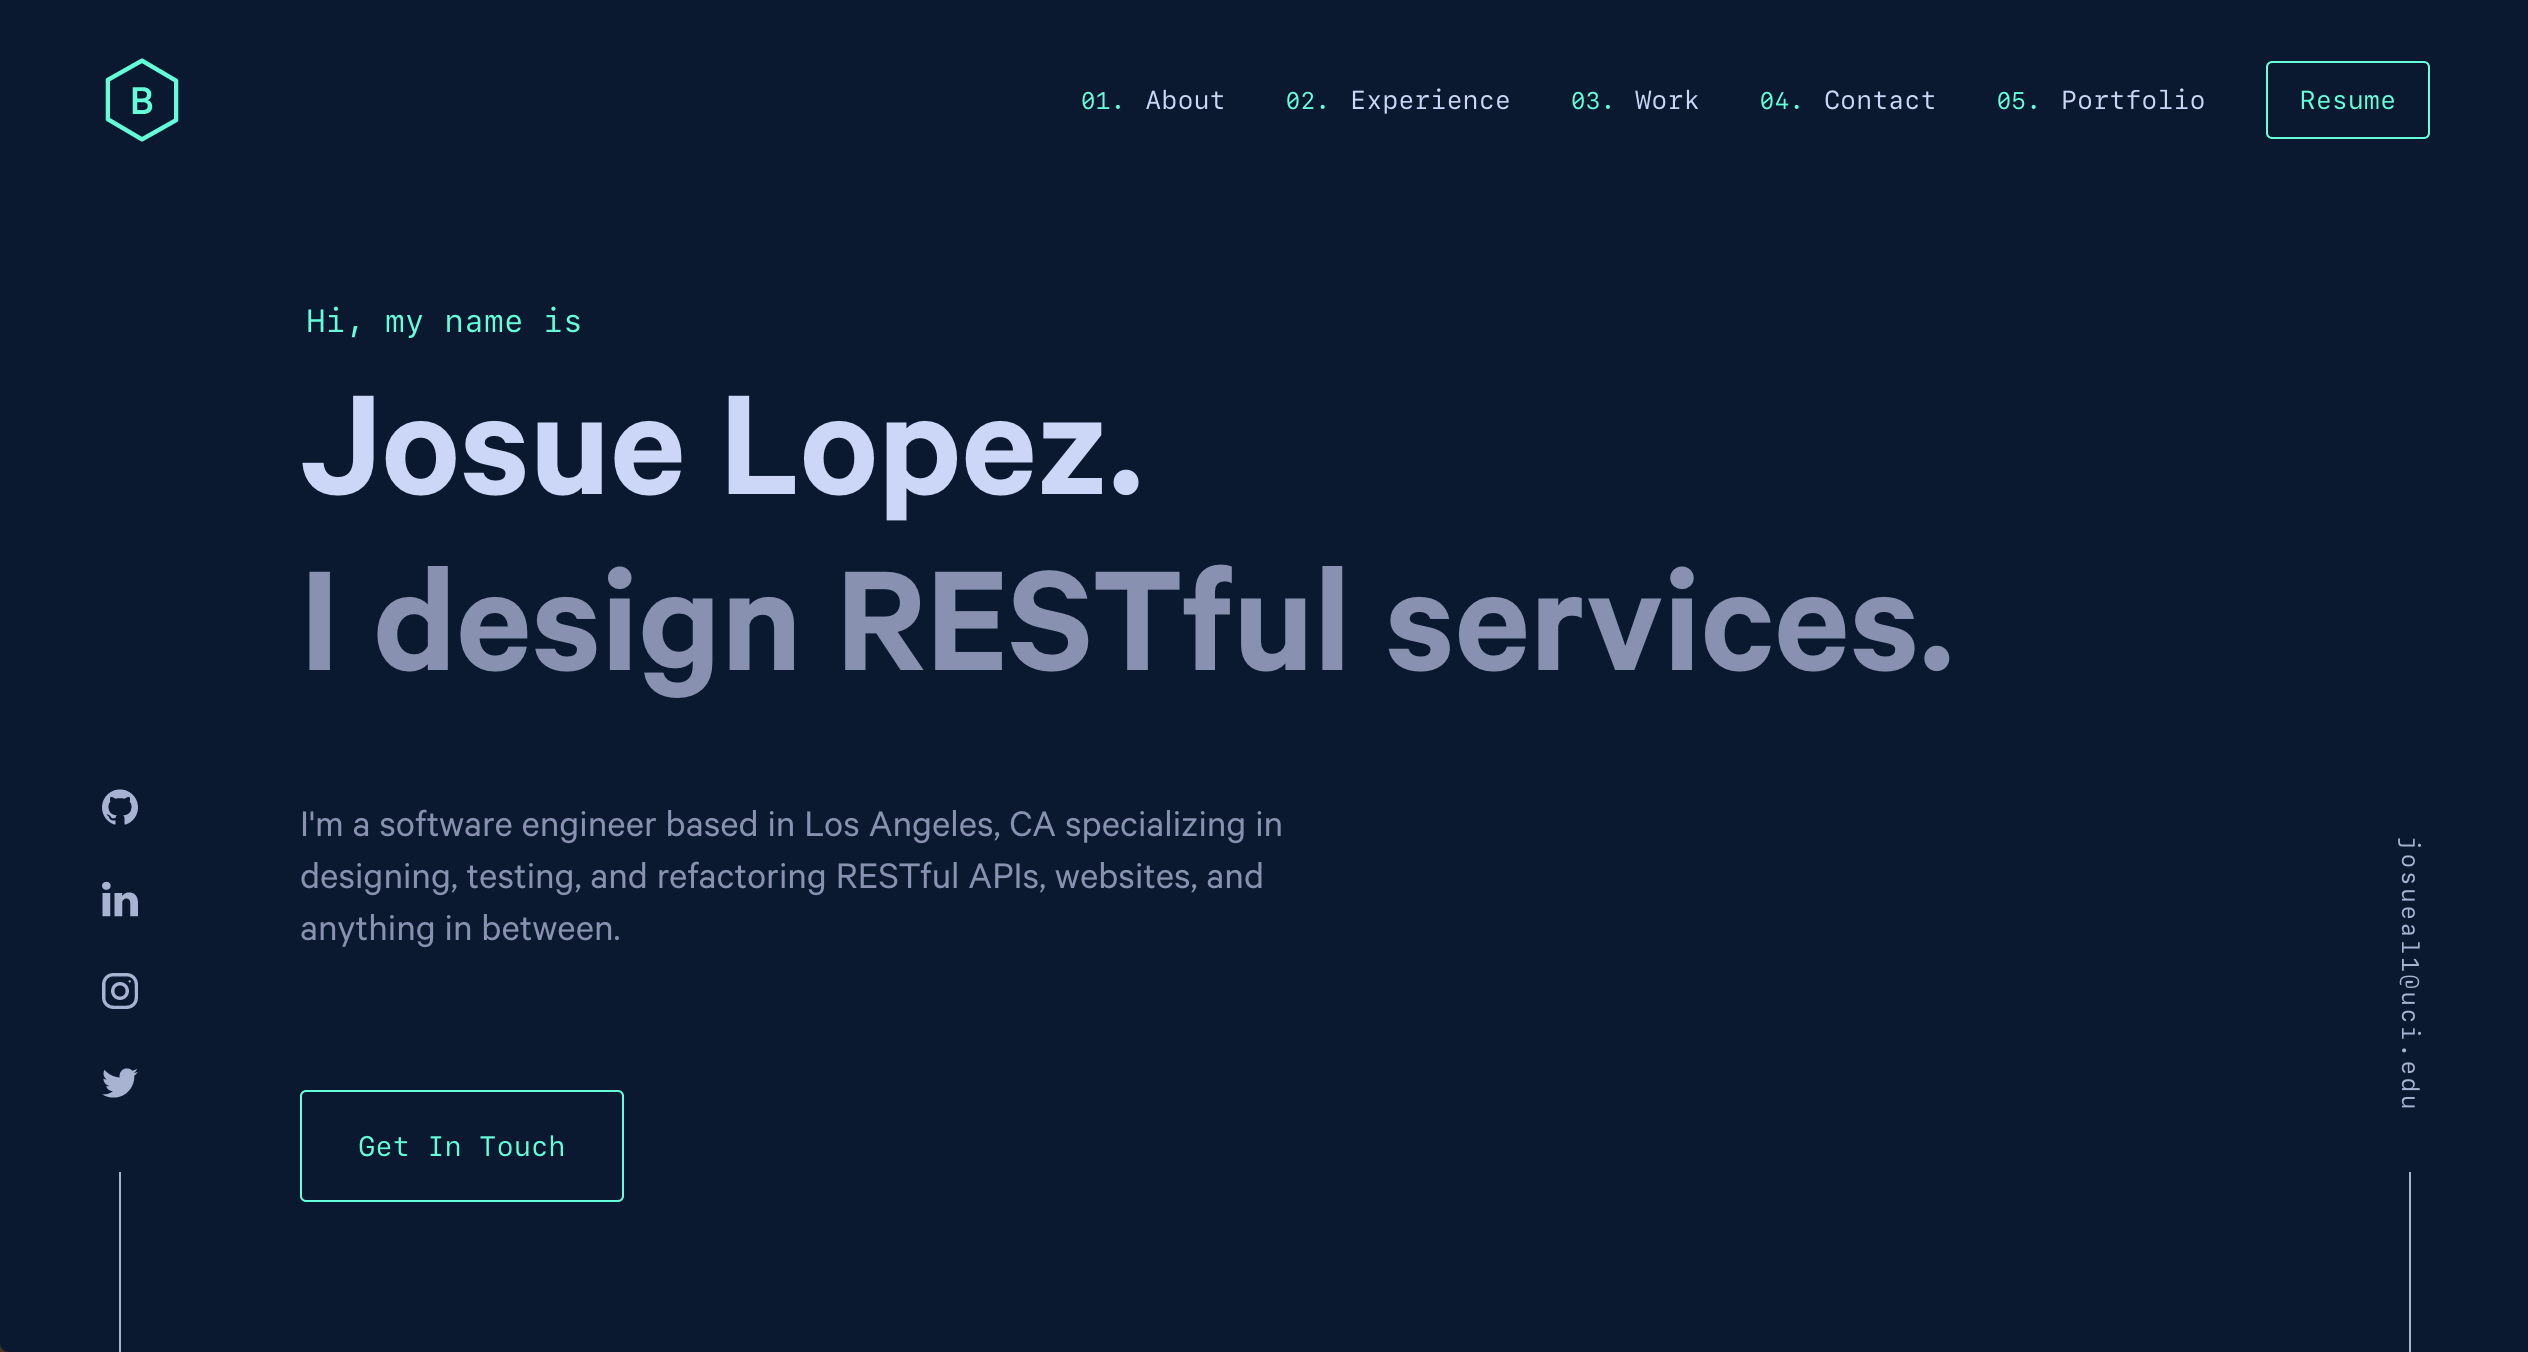 B
01. About 02. Experience 03. Work 04. Contact 05. Portfolio Resume
Hi, my name is
Josue Lopez.
I design RESTful services.
I'm a software engineer based in Los Angeles, CA specializing in
designing, testing, and refactoring RESTful APIs, websites, and
anything in between.
Get In Touch
josueal1@uci.edu